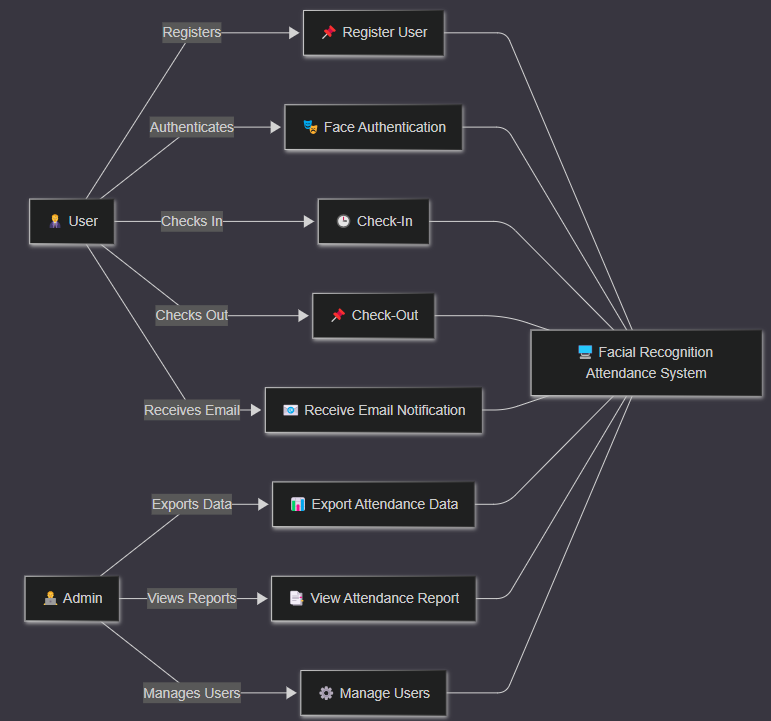 Registers
Register User
Authenticates
Face Authentication
User
Checks In
Check-In
Checks Out
Check-Out
Facial Recognition
Attendance System
Receives Email
Receive Email Notification
Exports Data
Export Attendance Data
Admin
Views Reports
View Attendance Report
Manages Users
Manage Users